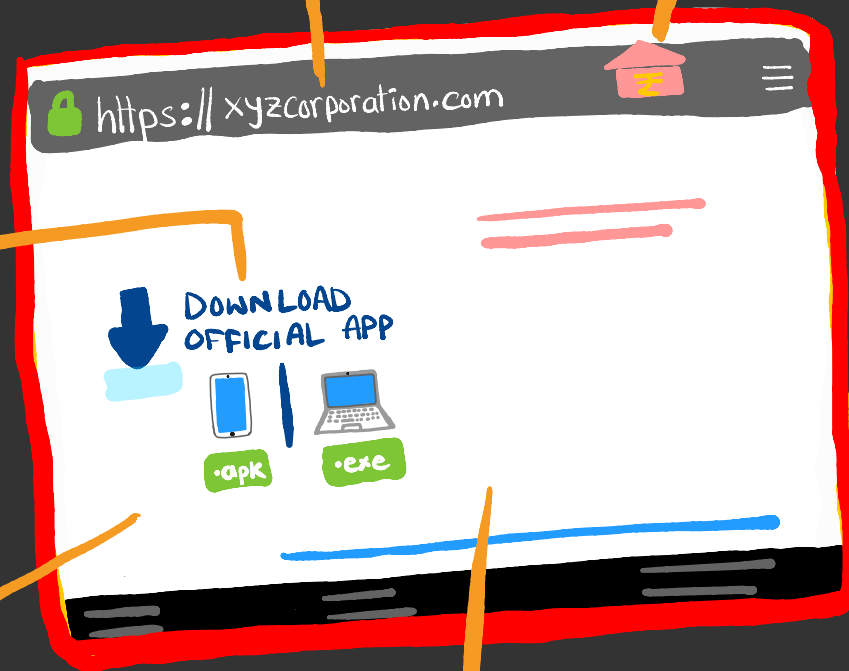 https:// xyzcorporation.com
₹
DOWNLOAD
OFFICIAL APP
.apk
.exe